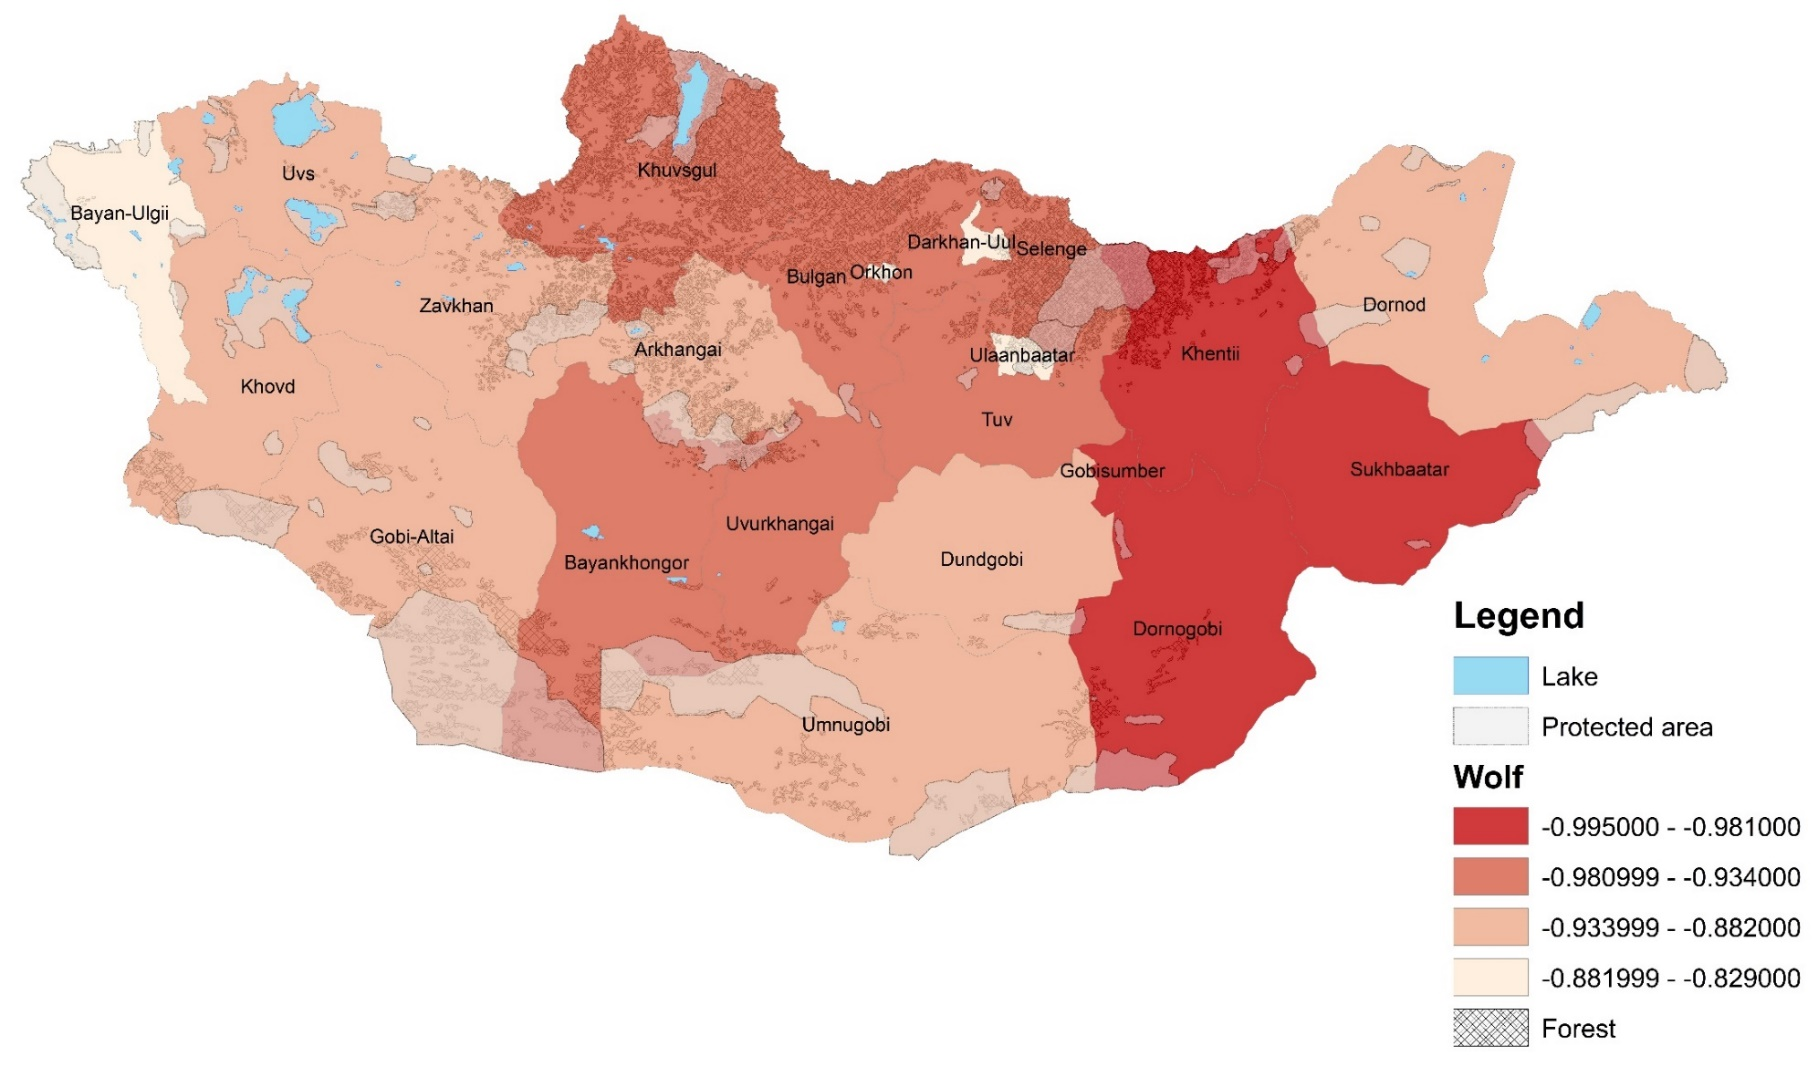 Khuvsgul
Uvs
Bayan-Ulgii
Darkhan-Uul
Selenge
Bulgan
Orkhon
Zavkhan
Dornod
Arkhangai
Ulaanbaatar
Khentii
Khovd
Tuv
Gobisumber
Sukhbaatar
Uvurkhangai
Gobi-Altai
Bayankhongor
Dundgobi
Dornogobi
Umnugobi
Legend
Lake
Protected area
Wolf
-0.995000 - -0.981000
-0.980999 - -0.934000
-0.933999 - -0.882000
-0.881999 - -0.829000
Forest